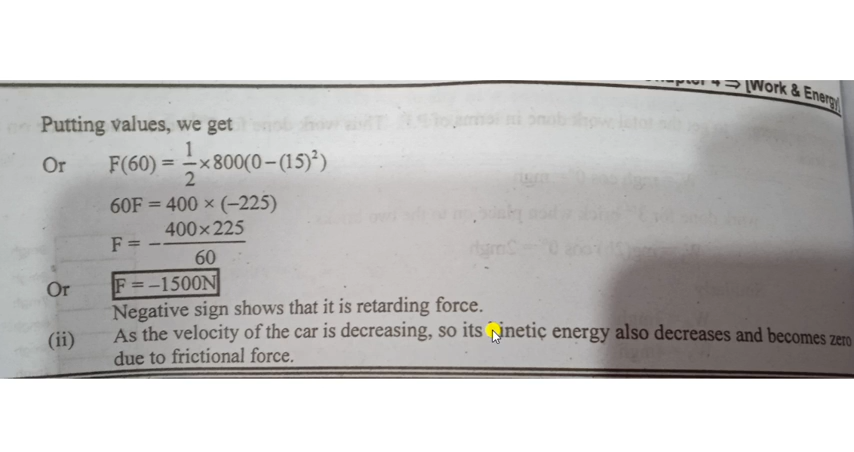 ⇒ [Work & Energy]
Putting values, we get
Or F(60) = 1/2 × 800(0 – (15)²)
60F = 400 × (–225)
F = – 400×225/60
Or F = –1500N
Negative sign shows that it is retarding force.
(ii) As the velocity of the car is decreasing, so its kinetic energy also decreases and becomes zero
due to frictional force.